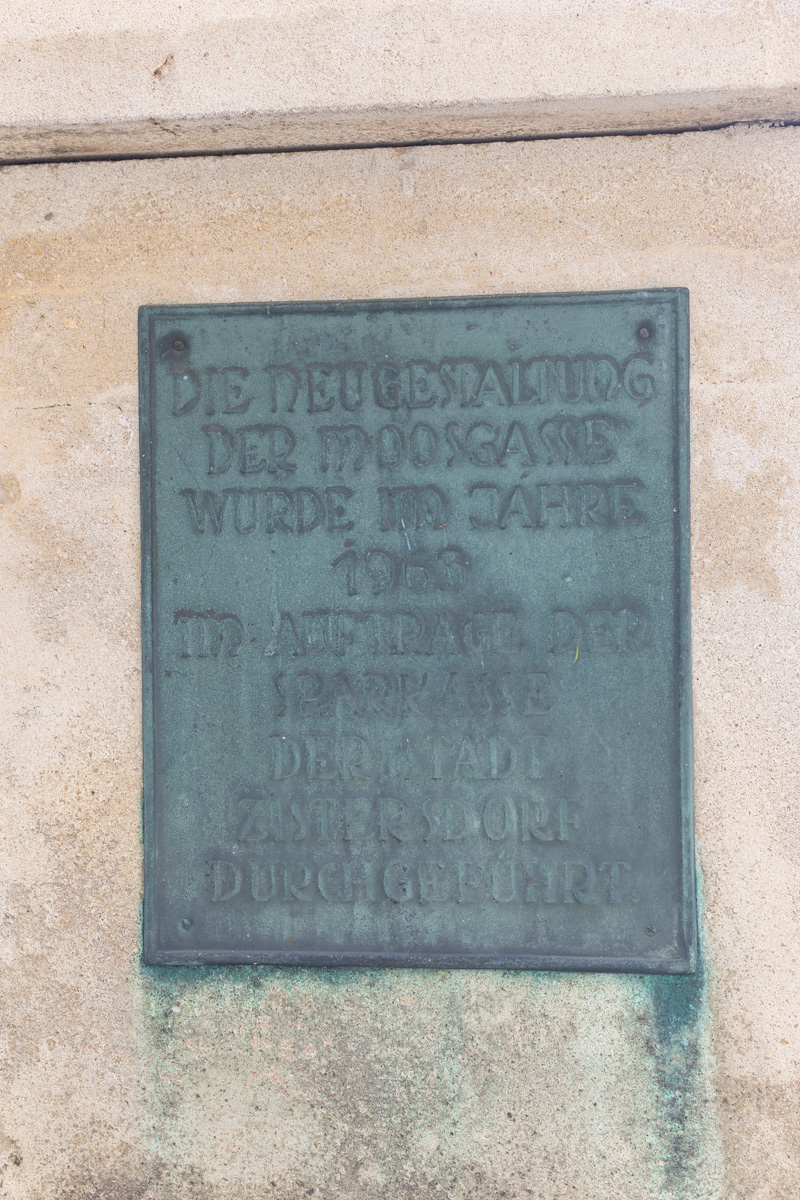 DIE NEUGESTALTUNG
DER MOOSGASSE
WURDE IM JAHRE
1963
IM AUFTRAGE DER
SPARKASSE
DER STADT
ZISTERSDORF
DURCHGEFÜHRT.